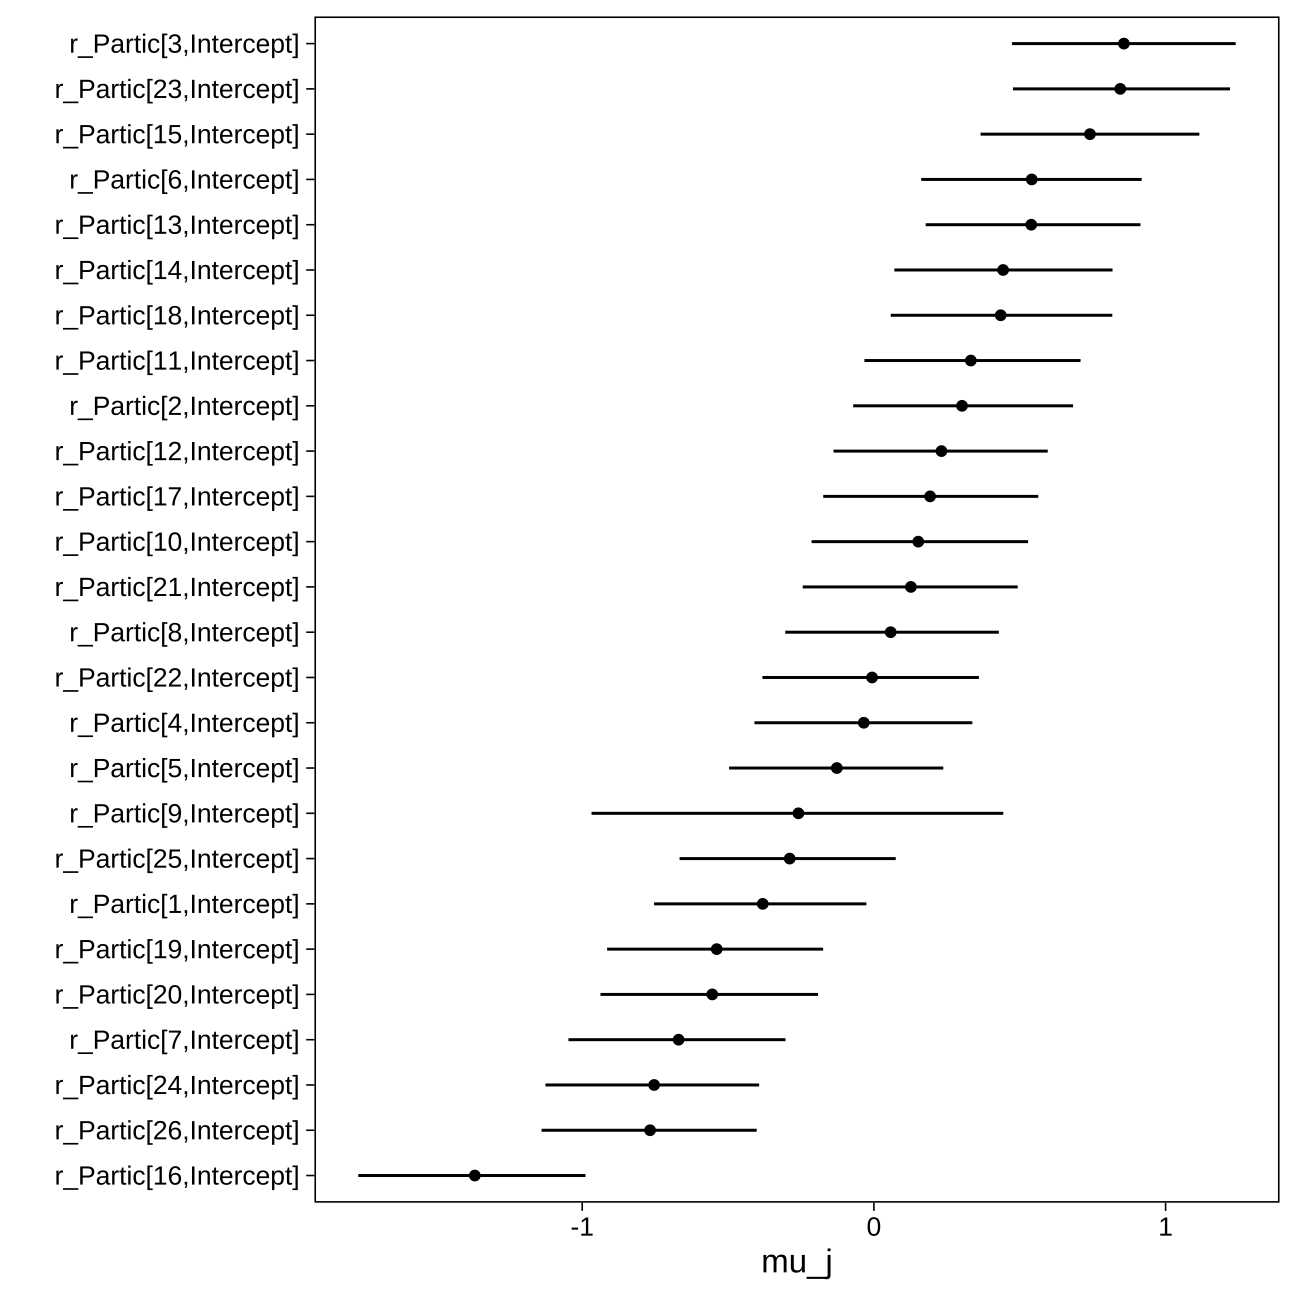 r_Partic[3,Intercept]
r_Partic[23,Intercept]
r_Partic[15,Intercept]
r_Partic[6,Intercept]
r_Partic[13,Intercept]
r_Partic[14,Intercept]
r_Partic[18,Intercept]
r_Partic[11,Intercept]
r_Partic[2,Intercept]
r_Partic[12,Intercept]
r_Partic[17,Intercept]
r_Partic[10,Intercept]
r_Partic[21,Intercept]
r_Partic[8,Intercept]
r_Partic[22,Intercept]
r_Partic[4,Intercept]
r_Partic[5,Intercept]
r_Partic[9,Intercept]
r_Partic[25,Intercept]
r_Partic[1,Intercept]
r_Partic[19,Intercept]
r_Partic[20,Intercept]
r_Partic[7,Intercept]
r_Partic[24,Intercept]
r_Partic[26,Intercept]
r_Partic[16,Intercept]
-1 0 1
mu_j